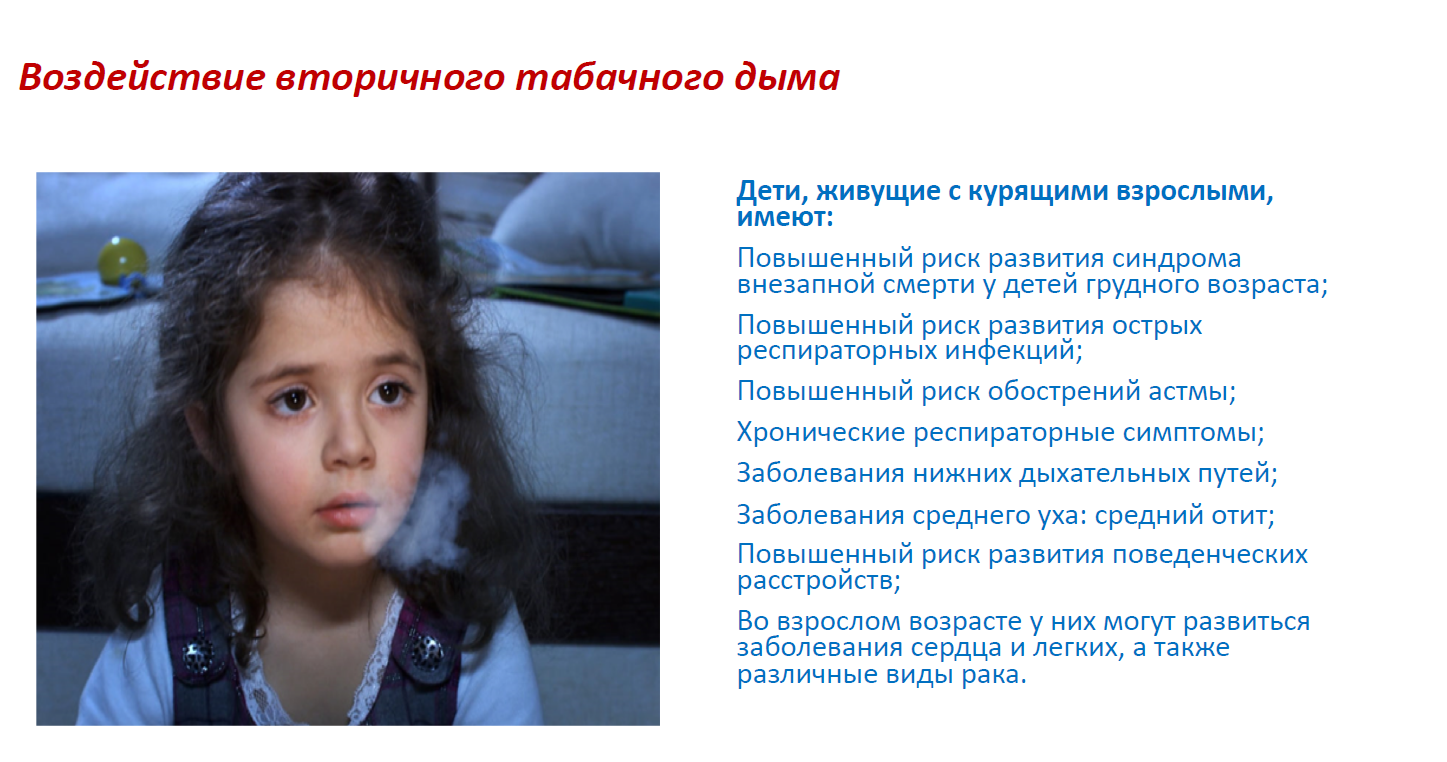 Воздействие вторичного табачного дыма
Дети, живущие с курящими взрослыми,
имеют:
Повышенный риск развития синдрома
внезапной смерти у детей грудного возраста;
Повышенный риск развития острых
респираторных инфекций;
Повышенный риск обострений астмы;
Хронические респираторные симптомы;
Заболевания нижних дыхательных путей;
Заболевания среднего уха: средний отит;
Повышенный риск развития поведенческих
расстройств;
Во взрослом возрасте у них могут развиться
заболевания сердца и легких, а также
различные виды рака.